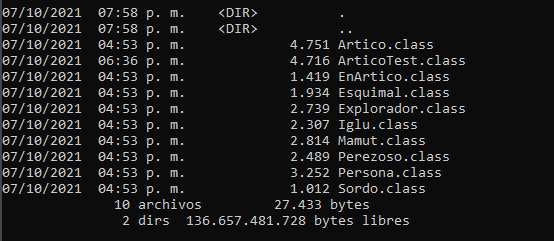 07/10/2021  07:58 p. m.    <DIR>          .
07/10/2021  07:58 p. m.    <DIR>          ..
07/10/2021  04:53 p. m.             4.751 Artico.class
07/10/2021  06:36 p. m.             4.716 ArticoTest.class
07/10/2021  04:53 p. m.             1.419 EnArtico.class
07/10/2021  04:53 p. m.             1.934 Esquimal.class
07/10/2021  04:53 p. m.             2.739 Explorador.class
07/10/2021  04:53 p. m.             2.307 Iglu.class
07/10/2021  04:53 p. m.             2.814 Mamut.class
07/10/2021  04:53 p. m.             2.489 Perezoso.class
07/10/2021  04:53 p. m.             3.252 Persona.class
07/10/2021  04:53 p. m.             1.012 Sordo.class
              10 archivos         27.433 bytes
               2 dirs  136.657.481.728 bytes libres